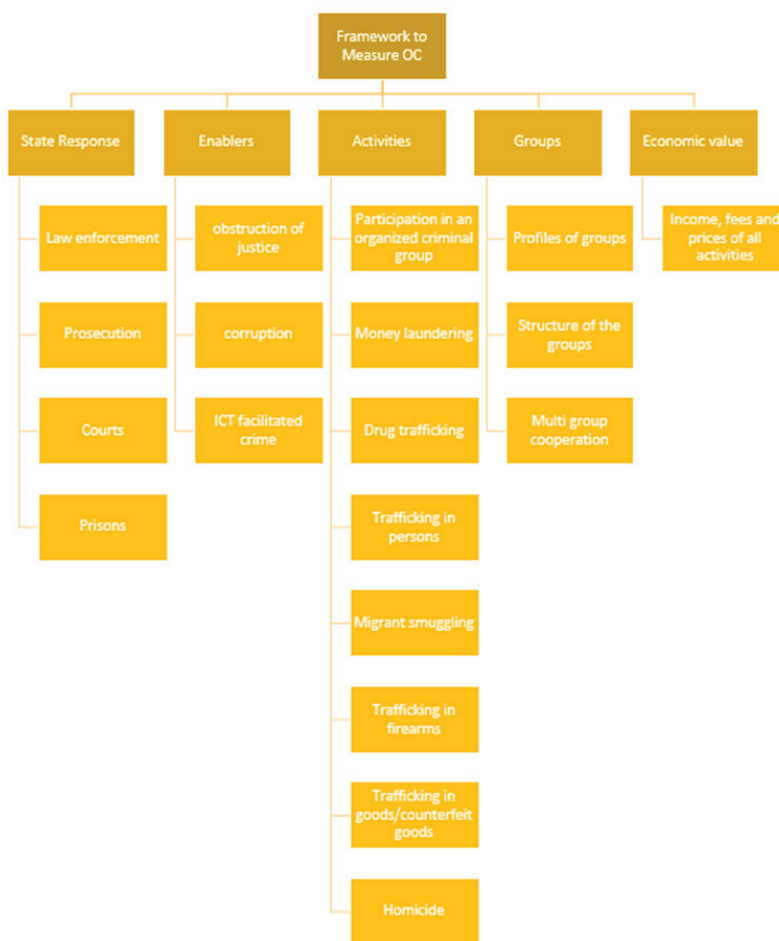 Framework to
Measure OC
State Response
Enablers
Activities
Groups
Economic value
Law enforcement
obstruction of
justice
Participation in an
organized criminal
group
Profiles of groups
Income, fees and
prices of all
activities
Prosecution
corruption
Money laundering
Structure of the
groups
Courts
ICT facilitated
crime
Drug trafficking
Multi group
cooperation
Prisons
Trafficking in
persons
Migrant smuggling
Trafficking in
firearms
Trafficking in
goods/counterfeit
goods
Homicide